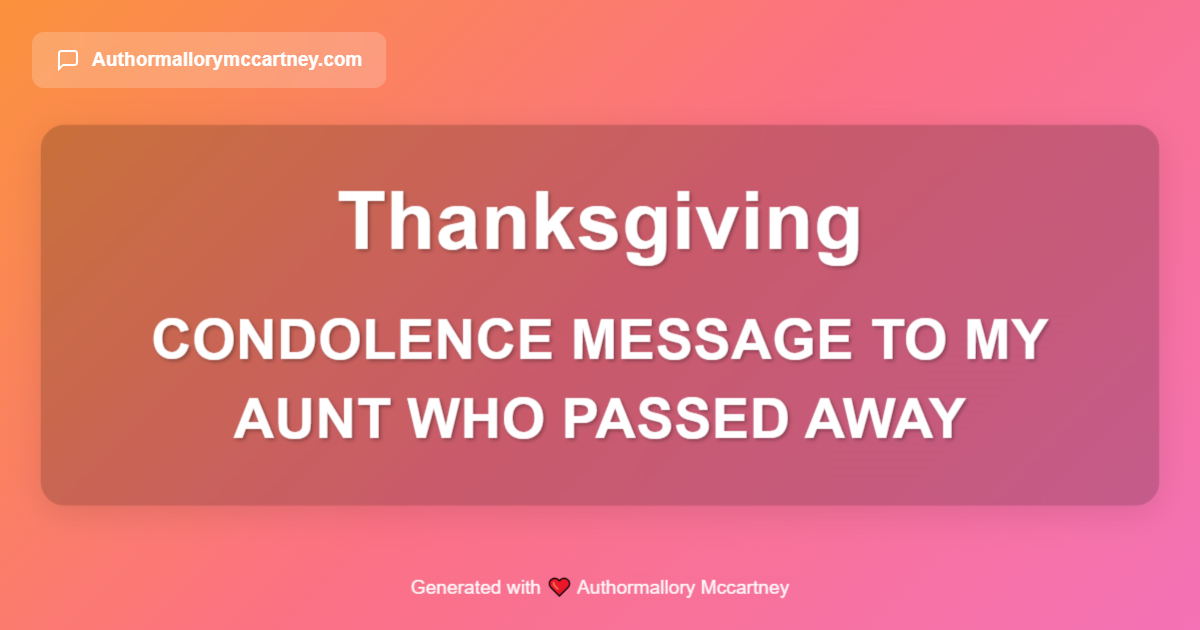 Authormallorymccartney.com
Thanksgiving
CONDOLENCE MESSAGE TO MY
AUNT WHO PASSED AWAY
Generated with ❤️ Authormallory Mccartney